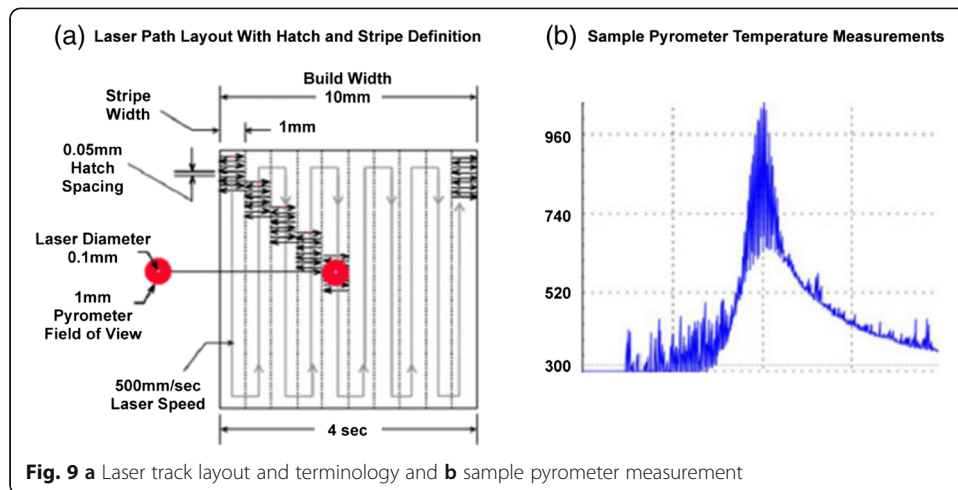 (a) Laser Path Layout With Hatch and Stripe Definition
Build Width
10mm
Stripe
Width
1mm
0.05mm
Hatch
Spacing
Laser Diameter
0.1mm
1mm
Pyrometer
Field of View
500mm/sec
Laser Speed
4 sec
(b) Sample Pyrometer Temperature Measurements
960
740
520
300
Fig. 9 a Laser track layout and terminology and b sample pyrometer measurement